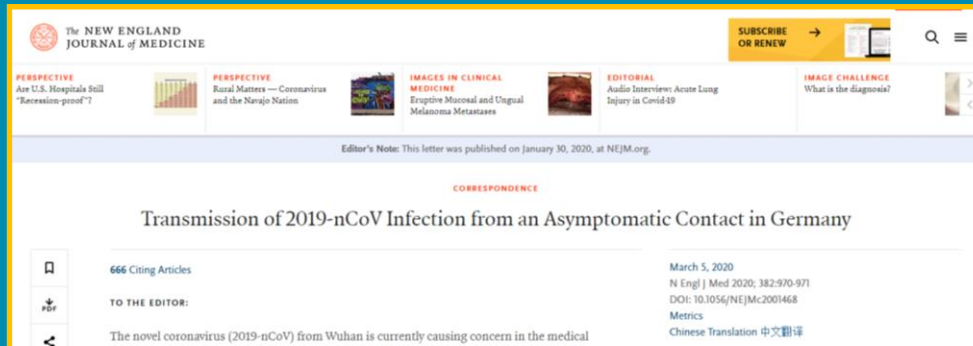 The NEW ENGLAND
JOURNAL of MEDICINE
SUBSCRIBE
OR RENEW
PERSPECTIVE
Are U.S. Hospitals Still
“Recession-proof”?
PERSPECTIVE
Rural Matters — Coronavirus
and the Navajo Nation
IMAGES IN CLINICAL
MEDICINE
Eruptive Mucosal and Ungual
Melanoma Metastases
EDITORIAL
Audio Interview: Acute Lung
Injury in Covid-19
IMAGE CHALLENGE
What is the diagnosis?
Editor's Note: This letter was published on January 30, 2020, at NEJM.org.
CORRESPONDENCE
Transmission of 2019-nCoV Infection from an Asymptomatic Contact in Germany
666 Citing Articles
PDF
TO THE EDITOR:
The novel coronavirus (2019-nCoV) from Wuhan is currently causing concern in the medical
March 5, 2020
N Engl J Med 2020; 382:970-971
DOI: 10.1056/NEJMc2001468
Metrics
Chinese Translation 中文翻译